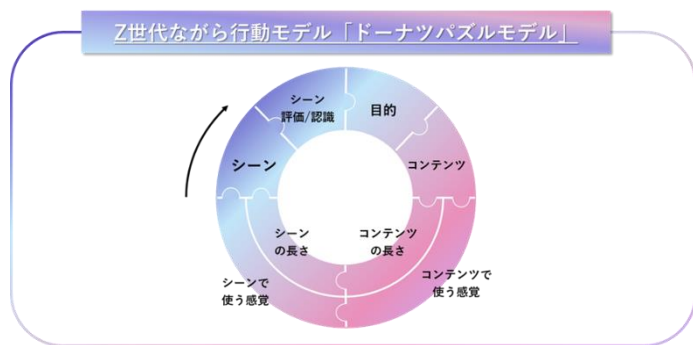 Z世代ながら行動モデル「ドーナツパズルモデル」
シーン
シーン
評価/認識
目的
コンテンツ
シーン
の長さ
コンテンツ
の長さ
シーンで
使う感覚
コンテンツで
使う感覚